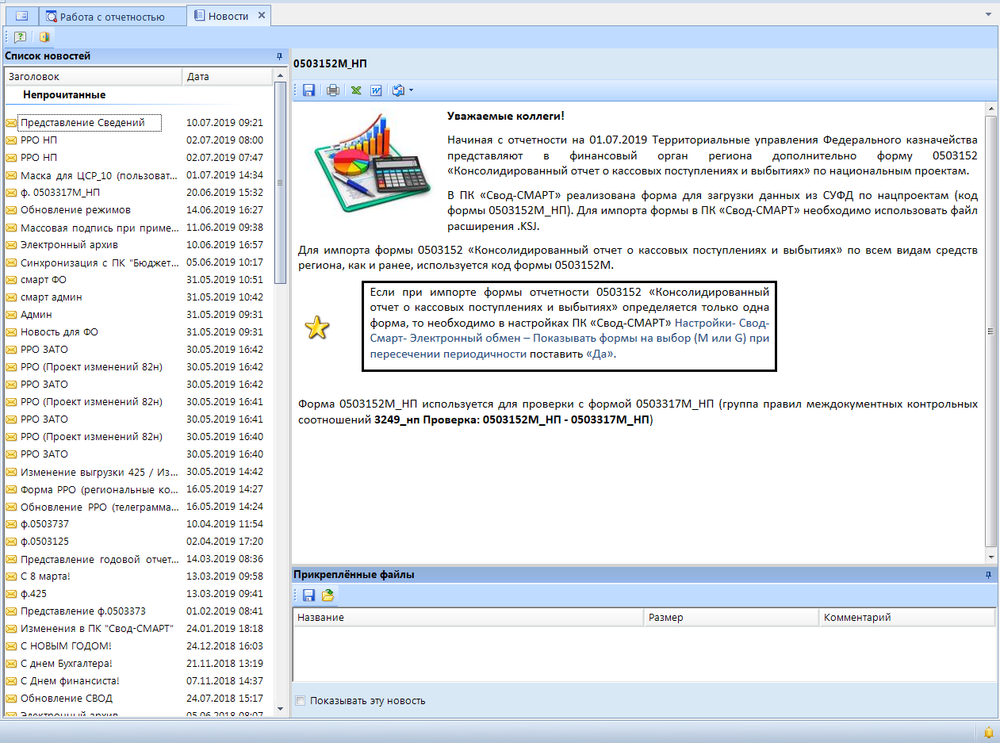 Работа с отчетностью
Новости
Список новостей
Заголовок Дата
Непрочитанные
Представление Сведений 10.07.2019 09:21
РРО НП 02.07.2019 08:00
РРО НП 02.07.2019 07:47
Маска для ЦСР_10 (пользоват... 01.07.2019 14:34
ф. 0503317М_НП 20.06.2019 15:32
Обновление режимов 14.06.2019 16:27
Массовая подпись при приме... 11.06.2019 09:38
Электронный архив 10.06.2019 16:57
Синхронизация с ПК "Бюджет... 05.06.2019 10:17
смарт ФО 31.05.2019 10:51
смарт админ 31.05.2019 10:42
Админ 31.05.2019 09:31
Новость для ФО 31.05.2019 09:31
РРО ЗАТО 30.05.2019 16:42
РРО (Проект изменений 82н) 30.05.2019 16:42
РРО ЗАТО 30.05.2019 16:42
РРО (Проект изменений 82н) 30.05.2019 16:41
РРО ЗАТО 30.05.2019 16:41
РРО (Проект изменений 82н) 30.05.2019 16:40
РРО ЗАТО 30.05.2019 16:40
Изменение выгрузки 425 / Из... 30.05.2019 14:42
Форма РРО (региональные ко... 16.05.2019 14:27
Обновление РРО (телеграмма... 16.05.2019 14:24
ф.0503737 10.04.2019 11:54
ф.0503125 02.04.2019 17:20
Представление годовой отчет... 14.03.2019 08:36
С 8 марта! 13.03.2019 09:58
ф.425 13.03.2019 09:41
Представление ф.0503373 01.02.2019 08:41
Изменения в ПК "Свод-СМАРТ" 24.01.2019 18:18
С НОВЫМ ГОДОМ! 24.12.2018 16:03
С днем Бухгалтера! 21.11.2018 13:19
С Днем финансиста! 07.11.2018 14:37
Обновление СВОД 24.07.2018 15:17
Электронный архив 05.06.2018 08:07
0503152М_НП
Уважаемые коллеги!
Начиная с отчетности на 01.07.2019 Территориальные управления Федерального казначейства
представляют в финансовый орган региона дополнительно форму 0503152
«Консолидированный отчет о кассовых поступлениях и выбытиях» по национальным проектам.
В ПК «Свод-СМАРТ» реализована форма для загрузки данных из СУФД по нацпроектам (код
формы 0503152М_НП). Для импорта формы в ПК «Свод-СМАРТ» необходимо использовать файл
расширения .KSJ.
Для импорта формы 0503152 «Консолидированный отчет о кассовых поступлениях и выбытиях» по всем видам средств
региона, как и ранее, используется код формы 0503152М.
Если при импорте формы отчетности 0503152 «Консолидированный
отчет о кассовых поступлениях и выбытиях» определяется только одна
форма, то необходимо в настройках ПК «Свод-СМАРТ» Настройки- Свод-
Смарт- Электронный обмен – Показывать формы на выбор (M или G) при
пересечении периодичности поставить «Да».
Форма 0503152М_НП используется для проверки с формой 0503317М_НП (группа правил междокументных контрольных
соотношений 3249_нп Проверка: 0503152М_НП - 0503317М_НП)
Прикреплённые файлы
Название Размер Комментарий
Показывать эту новость